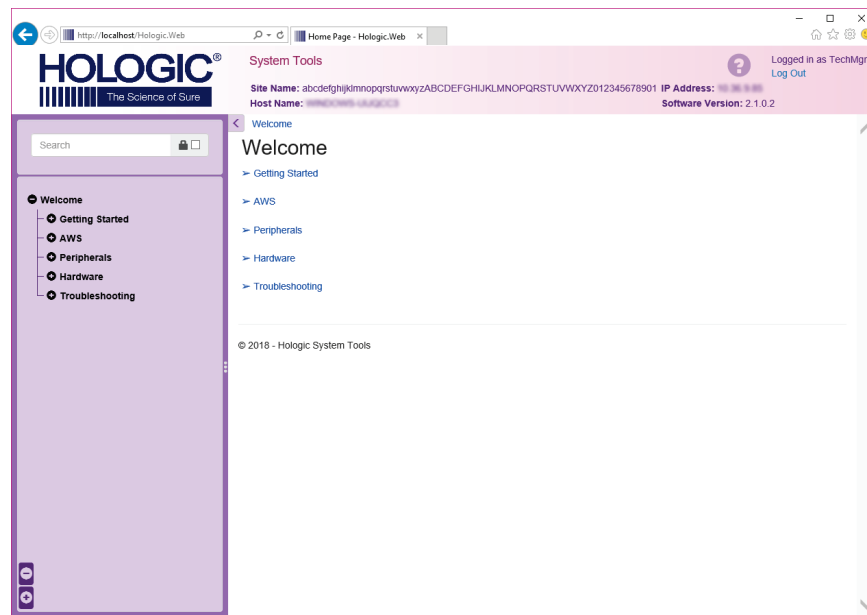 http://localhost/Hologic.Web
Home Page - Hologic.Web
HOLOGIC®
The Science of Sure
System Tools
Logged in as TechMgr
Log Out
Site Name: abcdefghijklmnopqrstuvwxyzABCDEFGHIJKLMNOPQRSTUVWXYZ012345678901 IP Address:
Host Name:
Software Version: 2.1.0.2
Search
Welcome
Getting Started
AWS
Peripherals
Hardware
Troubleshooting
Welcome
Welcome
➢ Getting Started
➢ AWS
➢ Peripherals
➢ Hardware
➢ Troubleshooting
© 2018 - Hologic System Tools